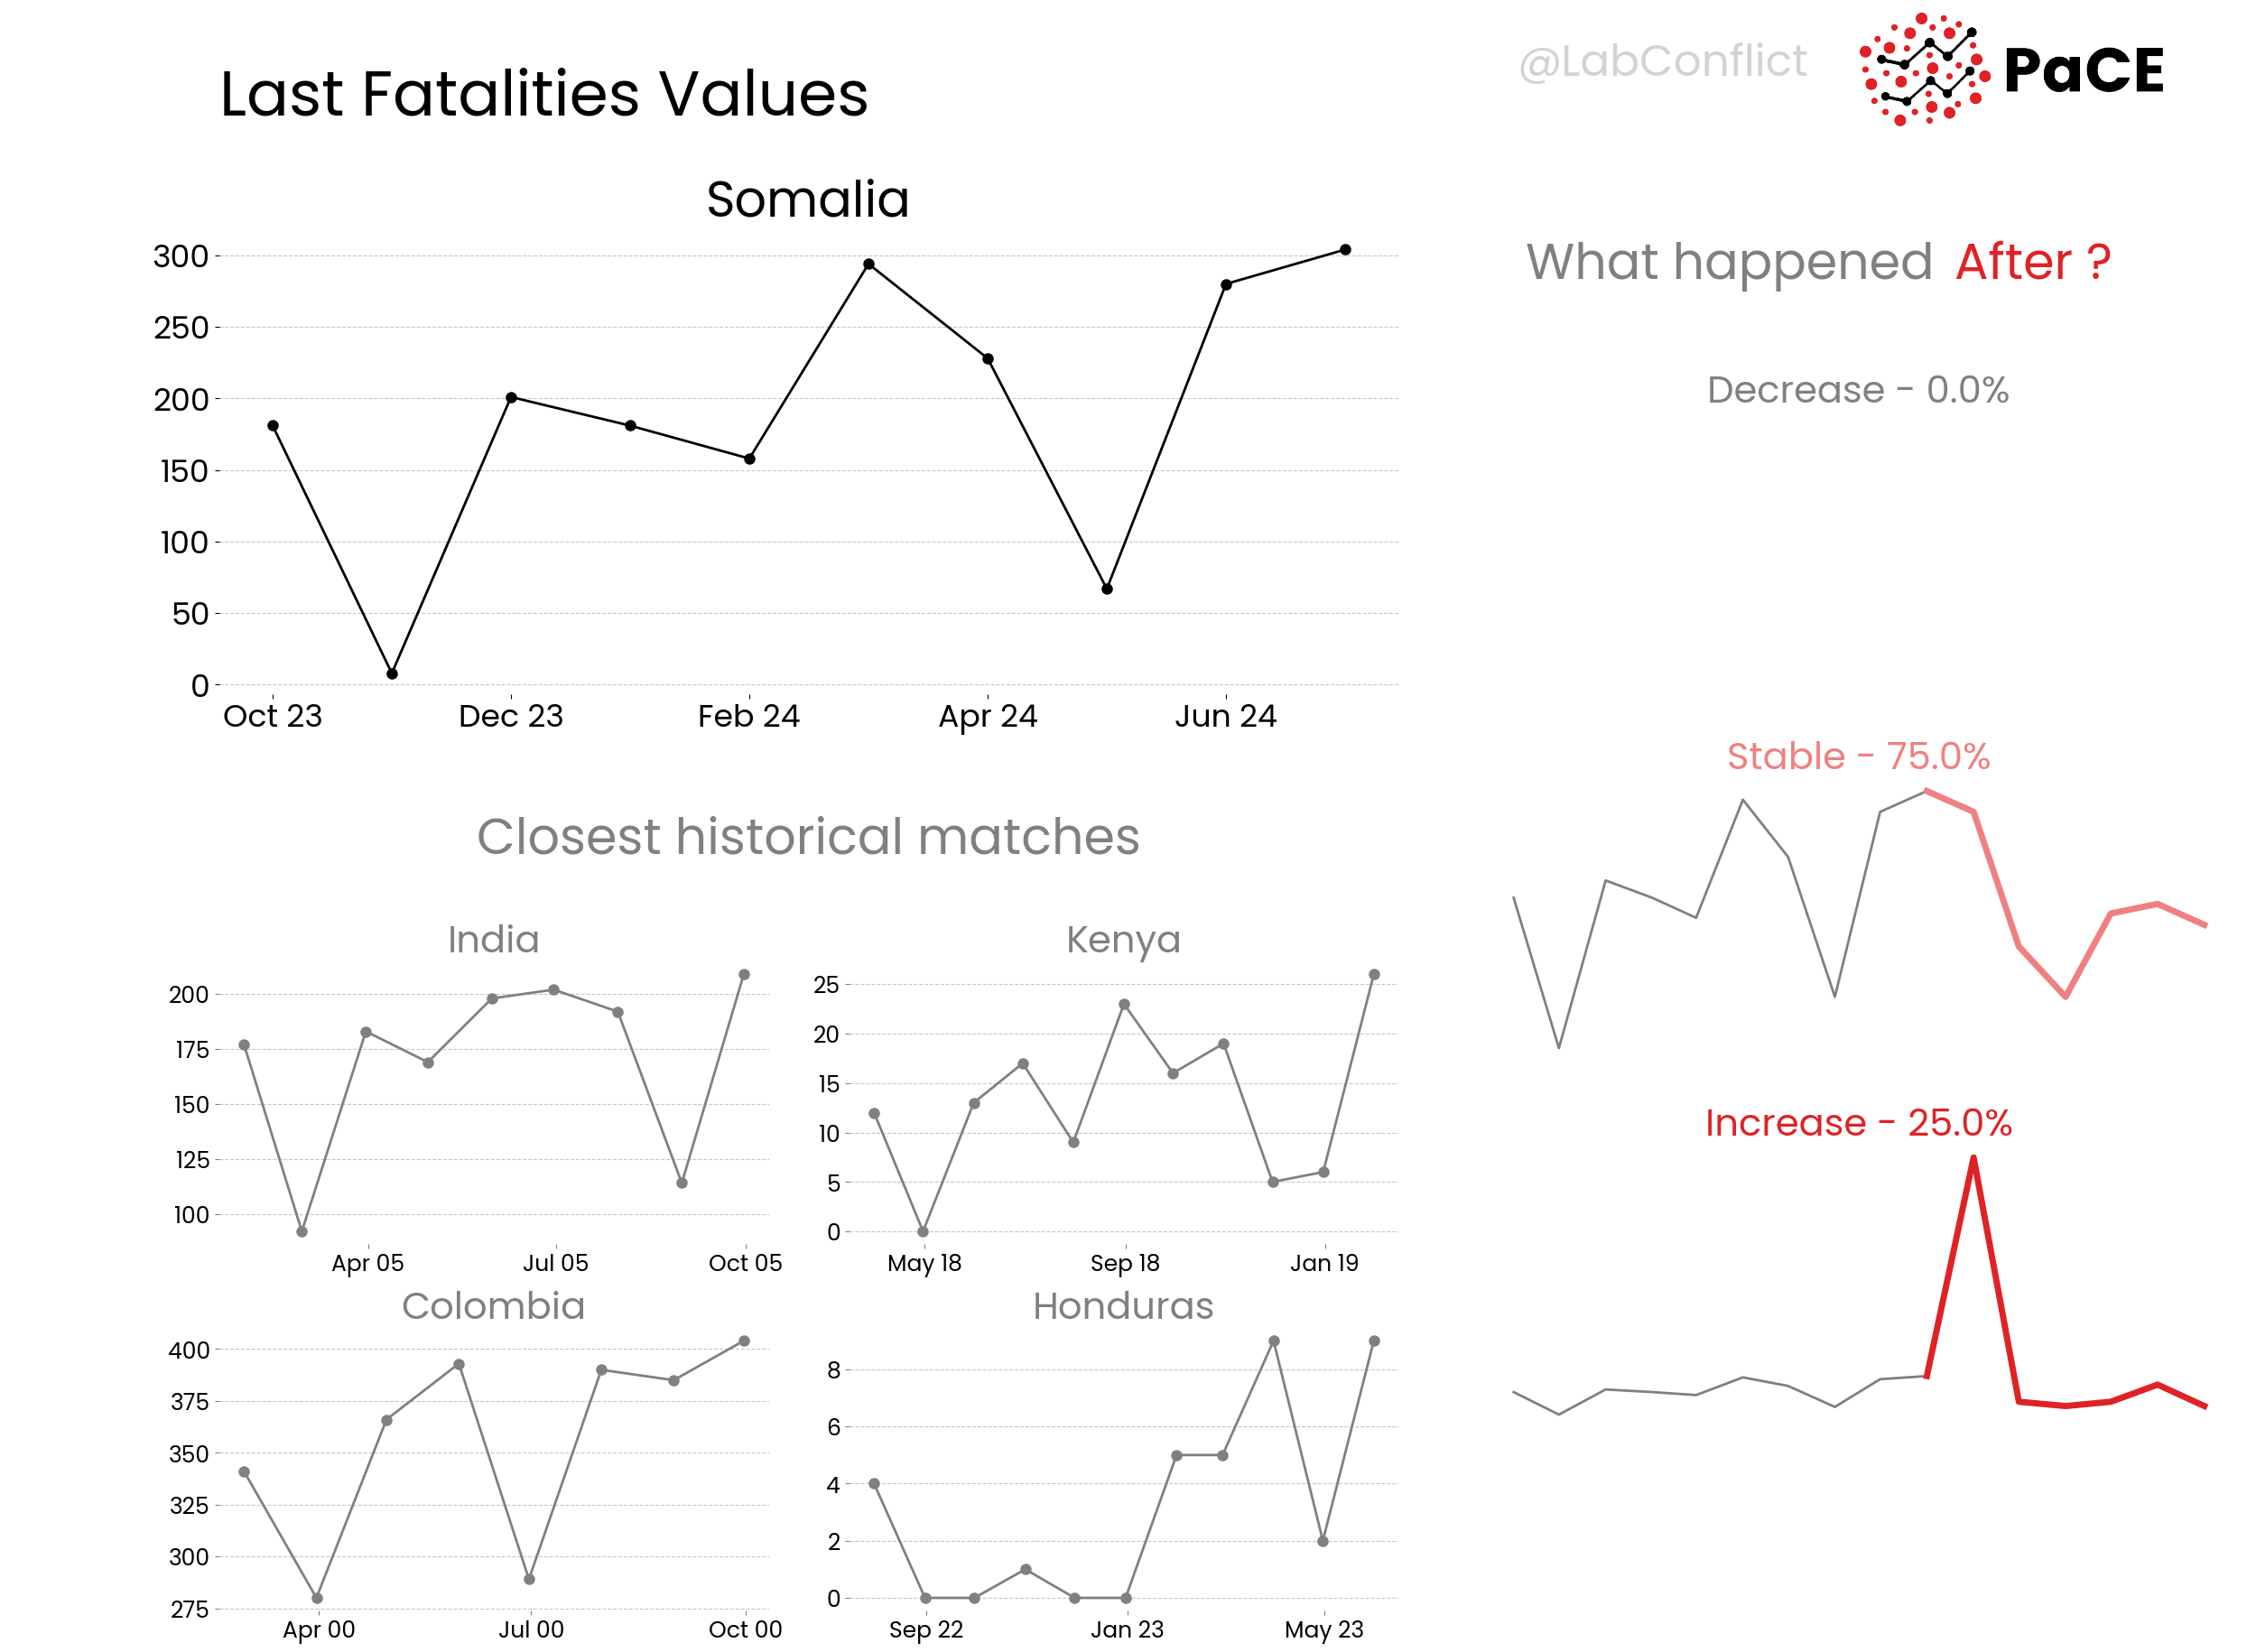 Last Fatalities Values
@LabConflict
PaCE
Somalia
300
250
200
150
100
50
0
Oct 23
Dec 23
Feb 24
Apr 24
Jun 24
What happened After ?
Decrease - 0.0%
Stable - 75.0%
Increase - 25.0%
Closest historical matches
India
200
175
150
125
100
Apr 05
Jul 05
Oct 05
Kenya
25
20
15
10
5
0
May 18
Sep 18
Jan 19
Colombia
400
375
350
325
300
275
Apr 00
Jul 00
Oct 00
Honduras
8
6
4
2
0
Sep 22
Jan 23
May 23